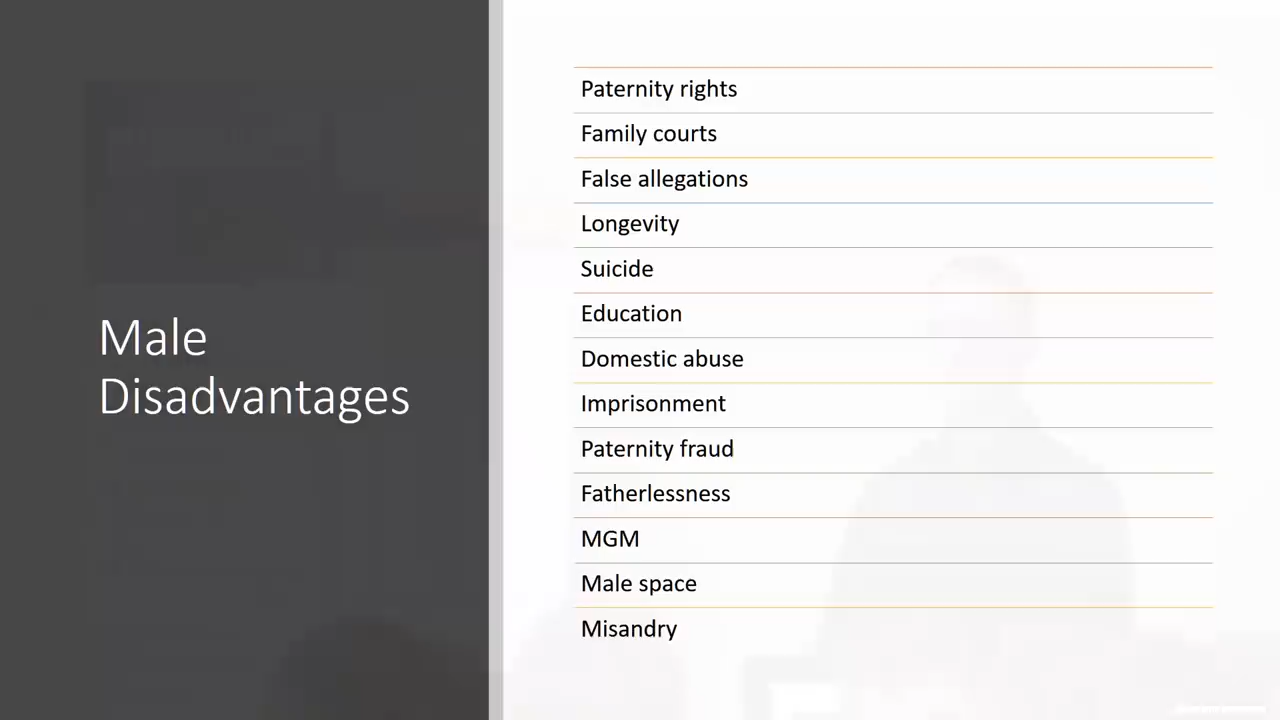 Male
Disadvantages
Paternity rights
Family courts
False allegations
Longevity
Suicide
Education
Domestic abuse
Imprisonment
Paternity fraud
Fatherlessness
MGM
Male space
Misandry